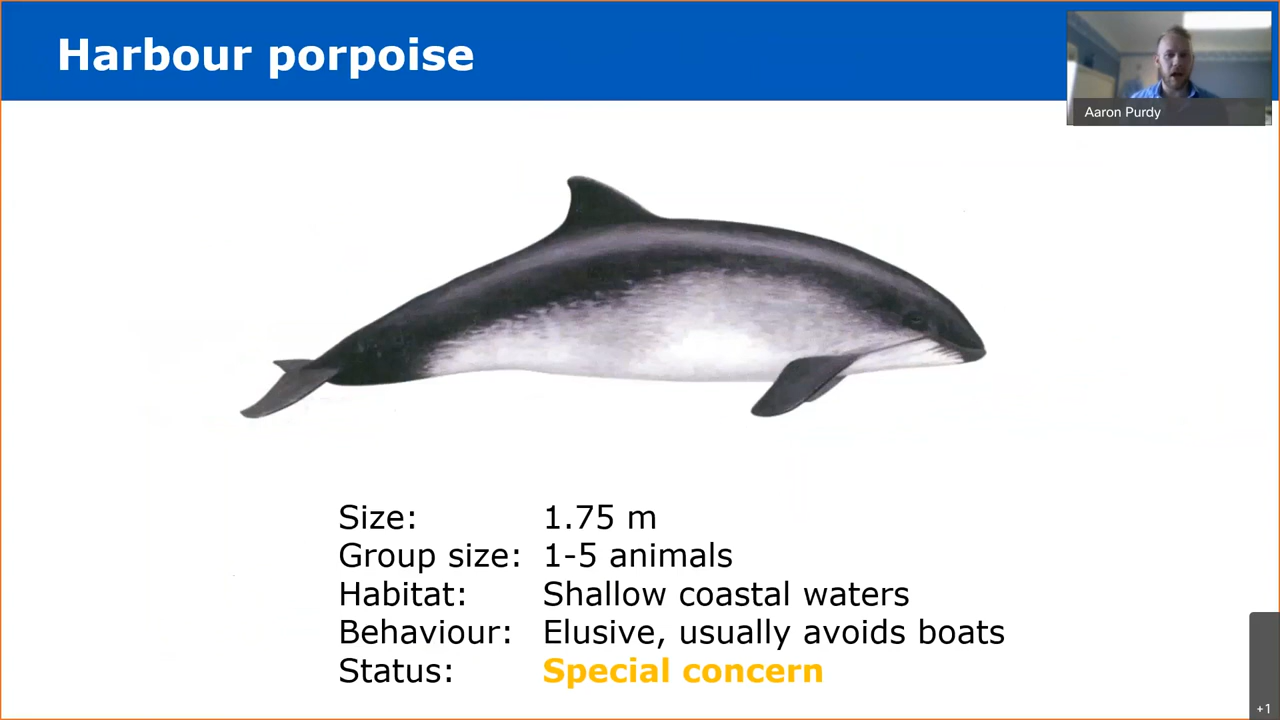 Harbour porpoise
Aaron Purdy
Size: 1.75 m
Group size: 1-5 animals
Habitat: Shallow coastal waters
Behaviour: Elusive, usually avoids boats
Status: Special concern
+1